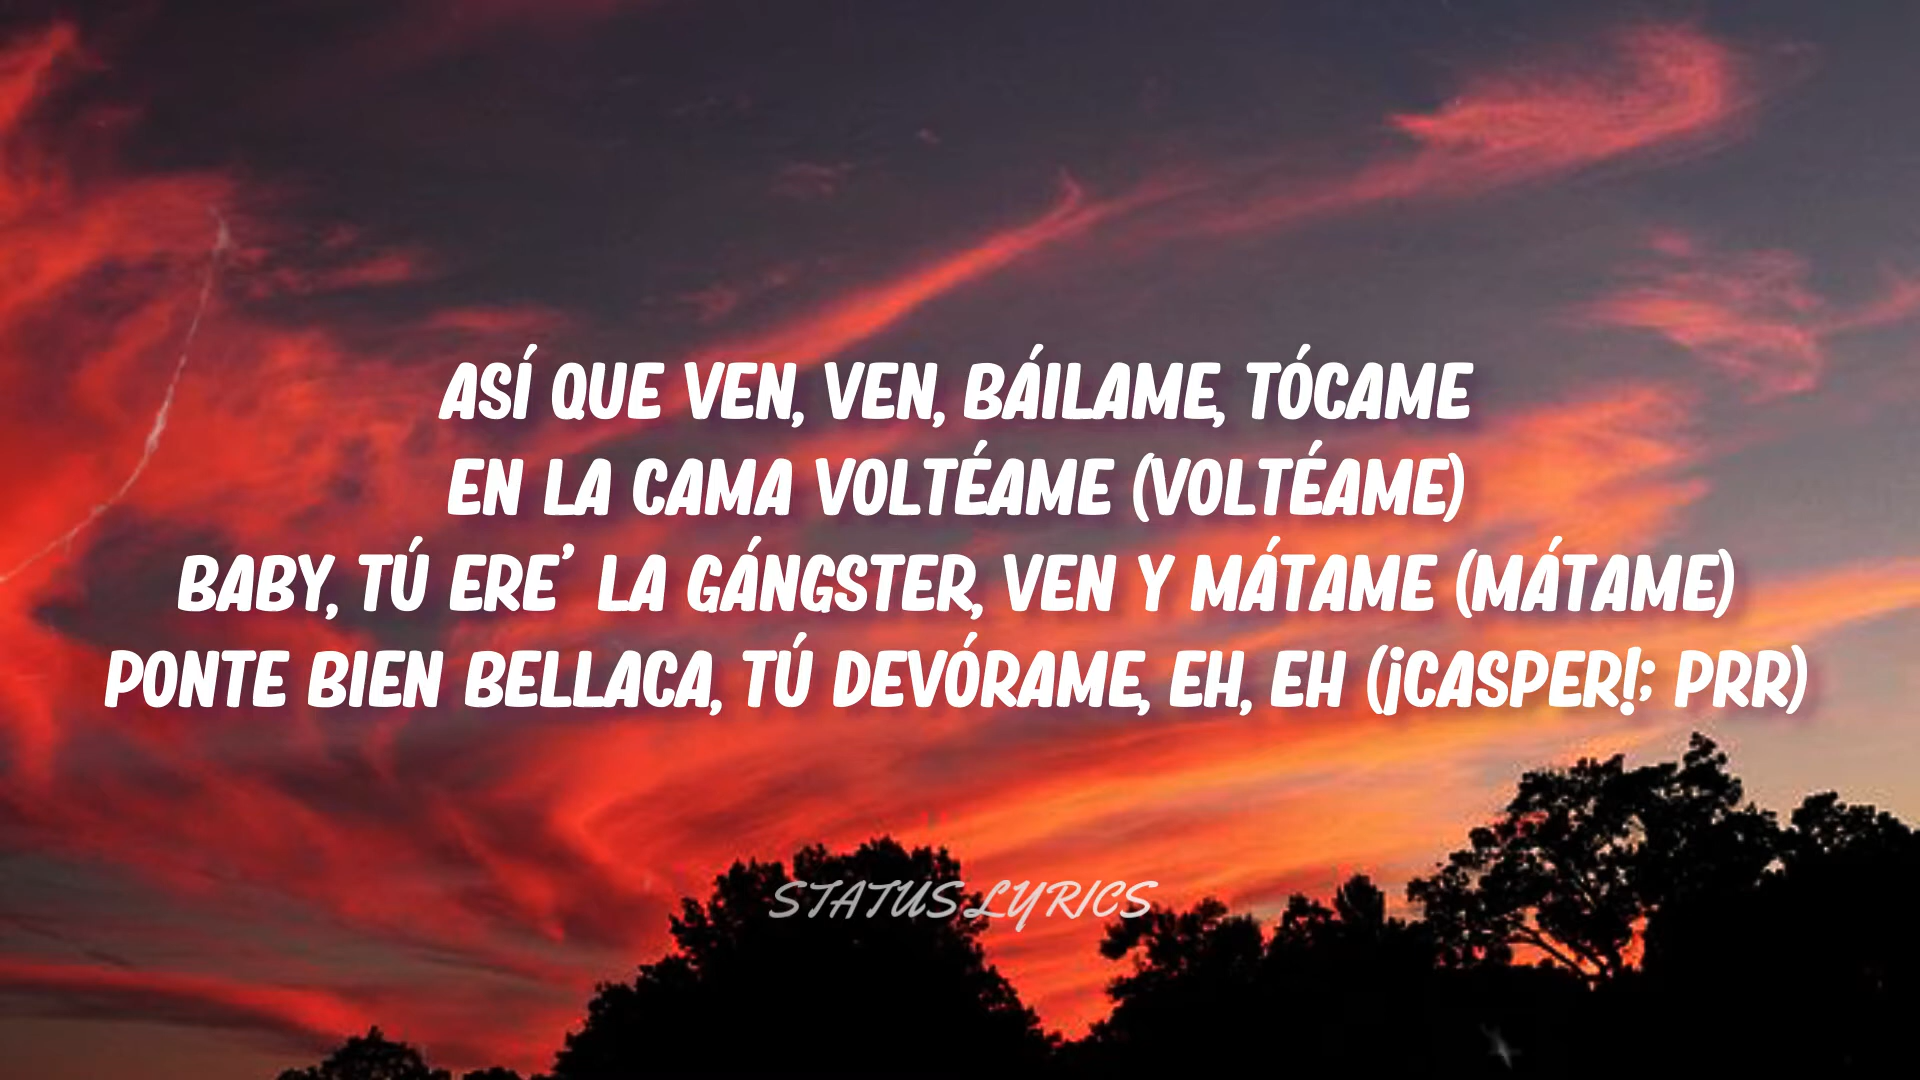 ASÍ QUE VEN, VEN, BÁILAME, TÓCAME
EN LA CAMA VOLTÉAME (VOLTÉAME)
BABY, TÚ ERE' LA GÁNGSTER, VEN Y MÁTAME (MÁTAME)
PONTE BIEN BELLACA, TÚ DEVÓRAME, EH, EH (¡CASPER!; PRR)
STATUS LYRICS